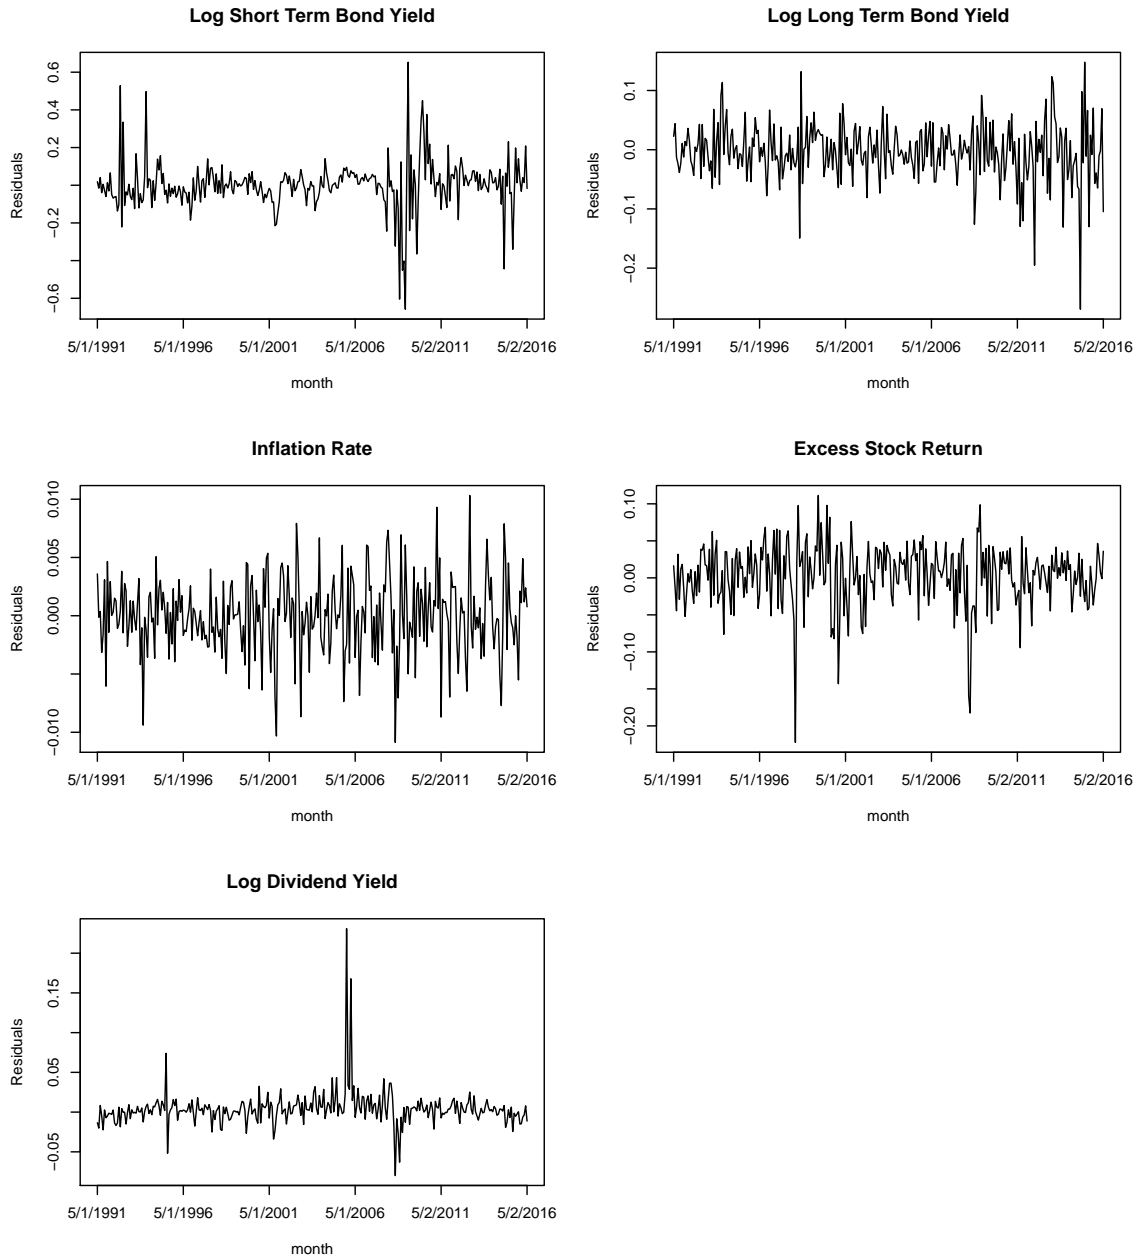 Log Short Term Bond Yield
Residuals
0.6
0.4
0.2
−0.2
−0.6
5/1/1991 5/1/1996 5/1/2001 5/1/2006 5/2/2011 5/2/2016
month
Log Long Term Bond Yield
Residuals
0.1
0.0
−0.1
−0.2
5/1/1991 5/1/1996 5/1/2001 5/1/2006 5/2/2011 5/2/2016
month
Inflation Rate
Residuals
0.010
0.005
0.000
−0.010
5/1/1991 5/1/1996 5/1/2001 5/1/2006 5/2/2011 5/2/2016
month
Excess Stock Return
Residuals
0.10
0.00
−0.10
−0.20
5/1/1991 5/1/1996 5/1/2001 5/1/2006 5/2/2011 5/2/2016
month
Log Dividend Yield
Residuals
0.15
0.05
−0.05
5/1/1991 5/1/1996 5/1/2001 5/1/2006 5/2/2011 5/2/2016
month